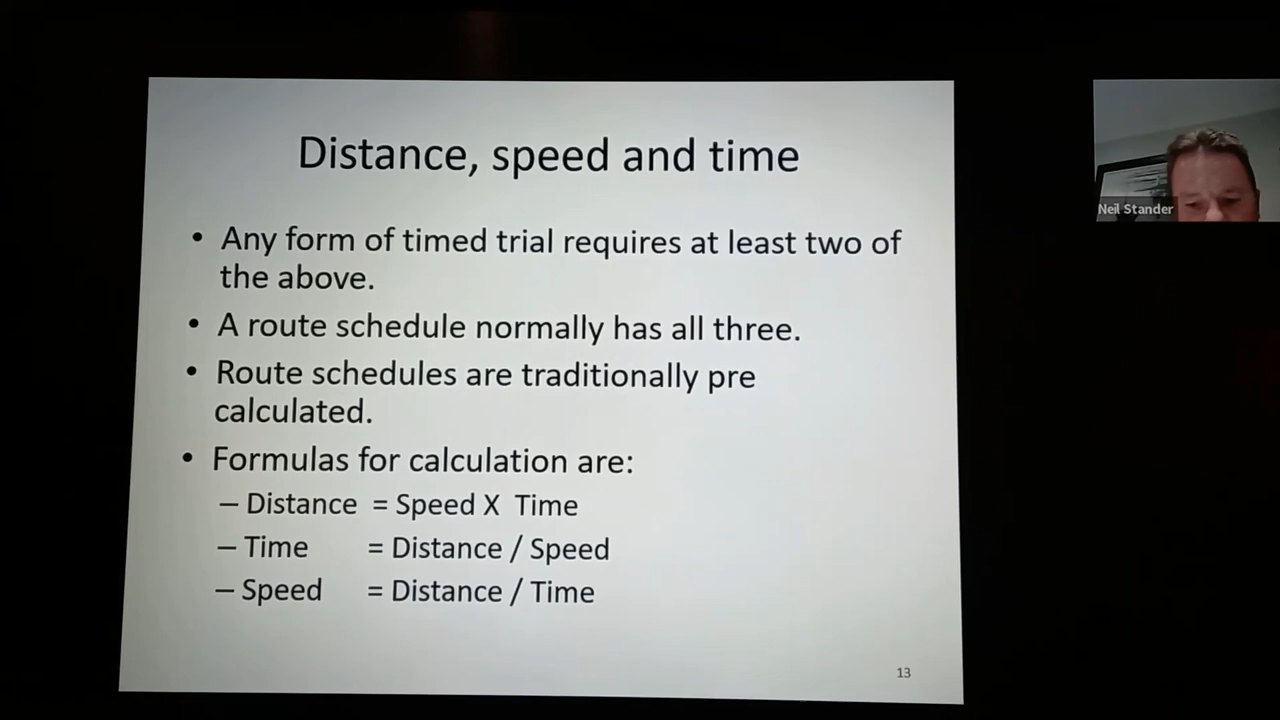 Distance, speed and time
• Any form of timed trial requires at least two of
the above.
• A route schedule normally has all three.
• Route schedules are traditionally pre
calculated.
• Formulas for calculation are:
– Distance = Speed X Time
– Time = Distance / Speed
– Speed = Distance / Time
13
Neil Stander